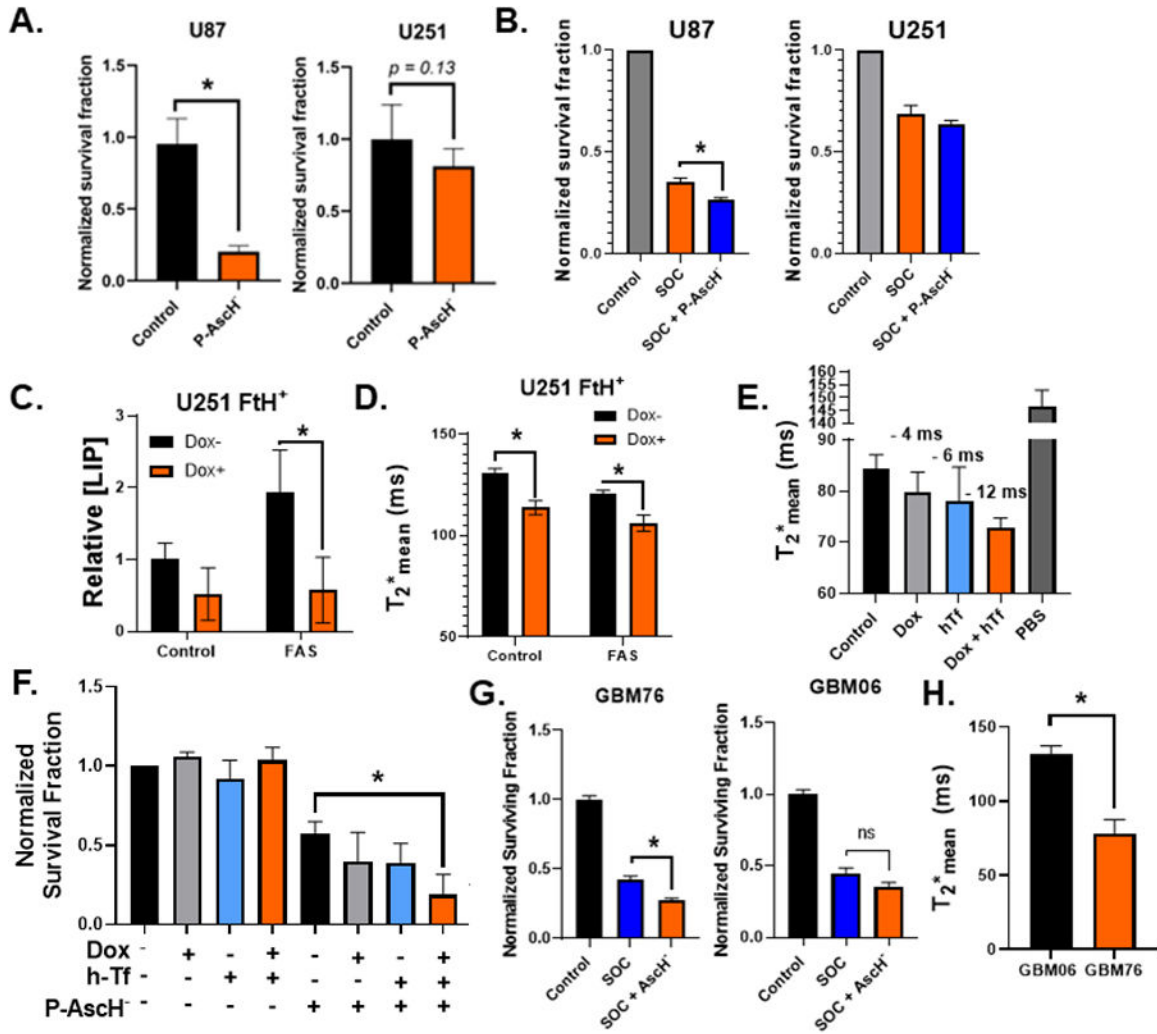 A.
U87
Normalized survival fraction
1.5
1.0
0.5
0.0
*
Control
P-AscH⁻
U251
Normalized survival fraction
1.5
1.0
0.5
0.0
p = 0.13
Control
P-AscH⁻
B.
U87
Normalized survival fraction
1.0
0.5
0.0
*
Control
SOC
SOC + P-AscH⁻
U251
Normalized survival fraction
1.0
0.5
0.0
Control
SOC
SOC + P-AscH⁻
C.
U251 FtH⁺
Relative [LIP]
3
2
1
0
Dox-
Dox+
*
Control
FAS
D.
U251 FtH⁺
T₂* mean (ms)
150
100
50
Dox-
Dox+
*
*
Control
FAS
E.
T₂* mean (ms)
160
155
150
145
140
90
80
70
60
- 4 ms
- 6 ms
- 12 ms
Control
Dox
hTf
Dox + hTf
PBS
F.
Normalized
Survival Fraction
1.5
1.0
0.5
0.0
*
Dox - + - + - + - +
h-Tf - - + + - - + +
P-AscH⁻ - - - - + + + +
G.
GBM76
Normalized Surviving Fraction
1.5
1.0
0.5
0.0
*
Control
SOC
SOC + AscH⁻
GBM06
Normalized Surviving Fraction
1.5
1.0
0.5
0.0
ns
Control
SOC
SOC + AscH⁻
H.
T₂* mean (ms)
150
100
50
0
*
GBM06
GBM76